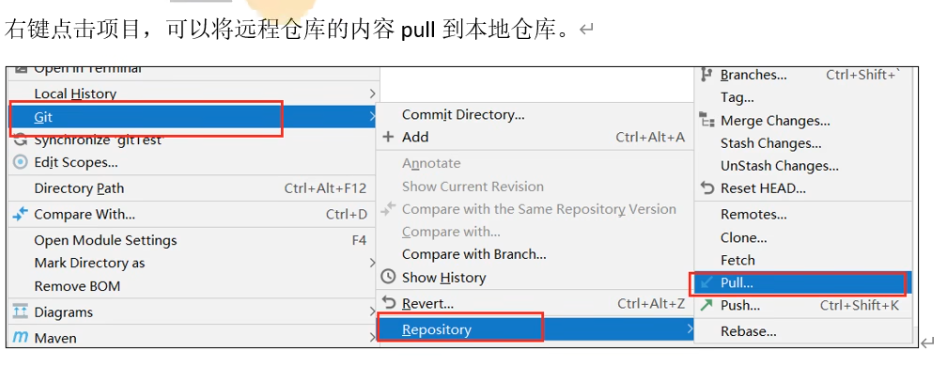 右键点击项目，可以将远程仓库的内容 pull 到本地仓库。
Open in Terminal
Local History
Git
Synchronize 'gitTest'
Edit Scopes...
Directory Path Ctrl+Alt+F12
Compare With... Ctrl+D
Open Module Settings F4
Mark Directory as
Remove BOM
Diagrams
Maven
Commit Directory...
Add Ctrl+Alt+A
Annotate
Show Current Revision
Compare with the Same Repository Version
Compare with...
Compare with Branch...
Show History
Revert... Ctrl+Alt+Z
Repository
Branches... Ctrl+Shift+`
Tag...
Merge Changes...
Stash Changes...
UnStash Changes...
Reset HEAD...
Remotes...
Clone...
Fetch
Pull...
Push... Ctrl+Shift+K
Rebase...